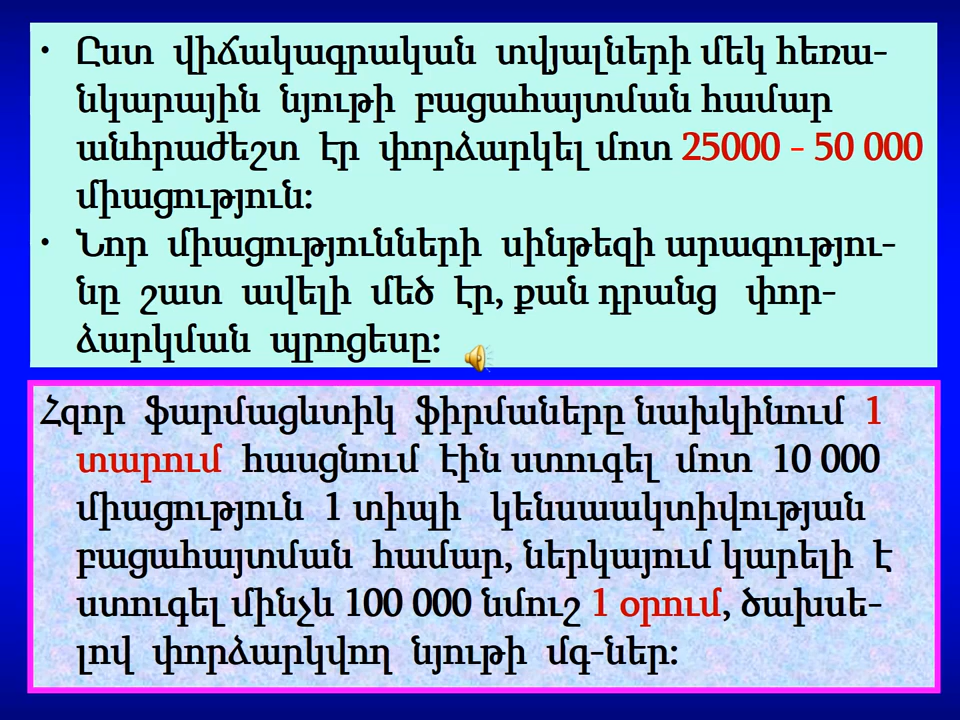 • Ըստ վիճակագրական տվյալների մեկ հեռա-
նկարային նյութի բացահայտման համար
անհրաժեշտ էր փորձարկել մոտ 25000 - 50 000
միացություն:
• Նոր միացությունների սինթեզի արագությու-
նը շատ ավելի մեծ էր, քան դրանց փոր-
ձարկման պրոցեսը:
Հզոր ֆարմացևտիկ ֆիրմաները նախկինում 1
տարում հասցնում էին ստուգել մոտ 10 000
միացություն 1 տիպի կենսաակտիվության
բացահայտման համար, ներկայում կարելի է
ստուգել մինչև 100 000 նմուշ 1 օրում, ծախսե-
լով փորձարկվող նյութի մգ-ներ: